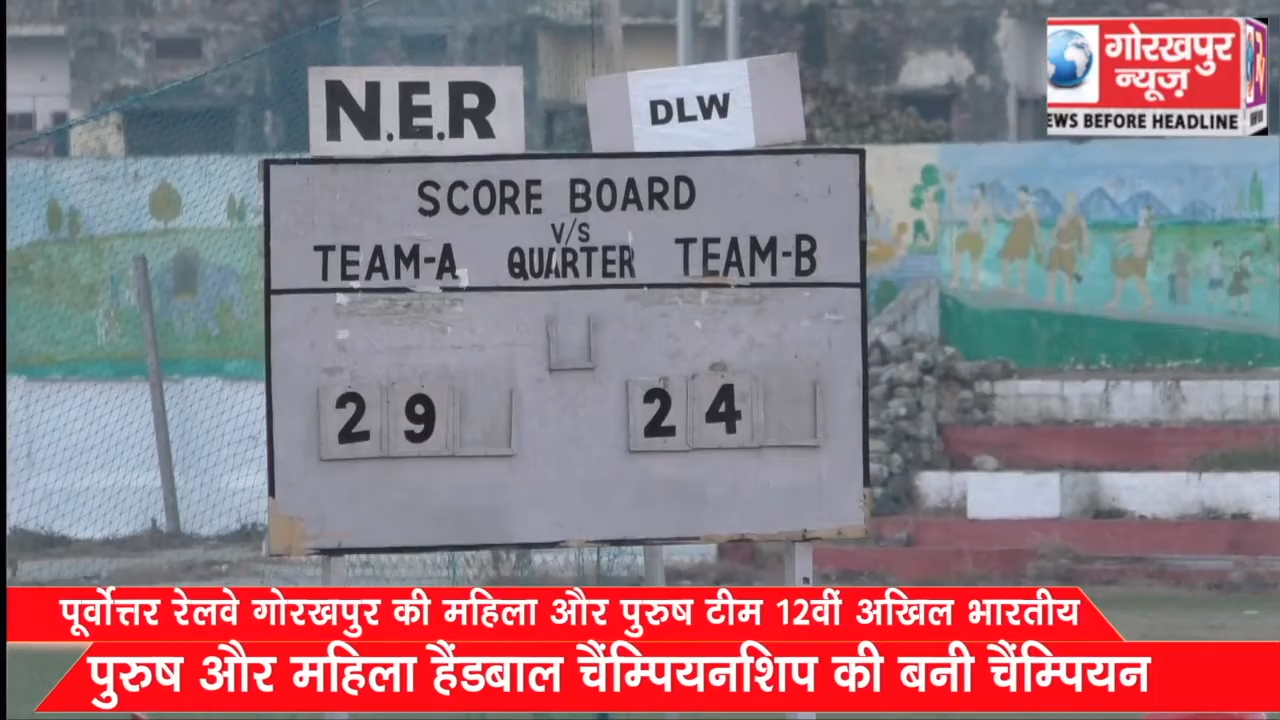 N.E.R
DLW
गोरखपुर
न्यूज़
EWS BEFORE HEADLINE
SCORE BOARD
V/S
TEAM-A QUARTER TEAM-B
29 24
पूर्वोत्तर रेलवे गोरखपुर की महिला और पुरुष टीम 12वीं अखिल भारतीय
पुरुष और महिला हैंडबाल चैंम्पियनशिप की बनी चैंम्पियन